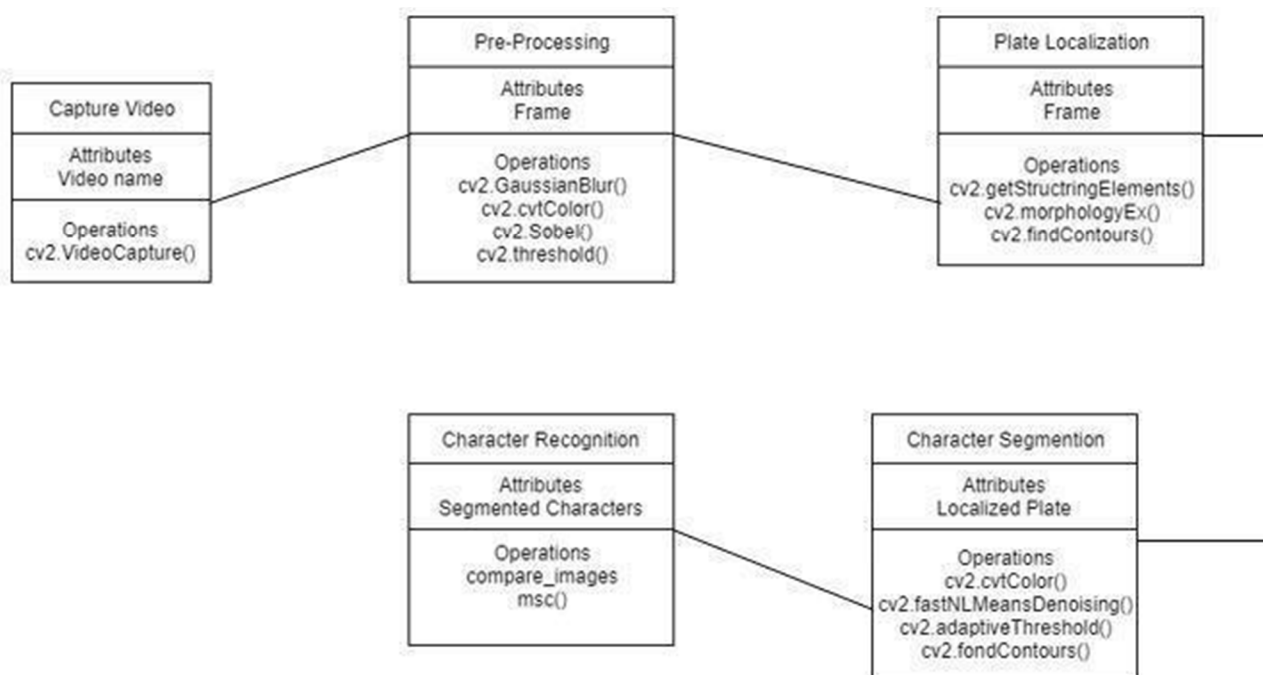 Capture Video
Attributes
Video name
Operations
cv2.VideoCapture()
Pre-Processing
Attributes
Frame
Operations
cv2.GaussianBlur()
cv2.cvtColor()
cv2.Sobel()
cv2.threshold()
Plate Localization
Attributes
Frame
Operations
cv2.getStructringElements()
cv2.morphologyEx()
cv2.findContours()
Character Recognition
Attributes
Segmented Characters
Operations
compare_images
msc()
Character Segmention
Attributes
Localized Plate
Operations
cv2.cvtColor()
cv2.fastNLMeansDenoising()
cv2.adaptiveThreshold()
cv2.fondContours()